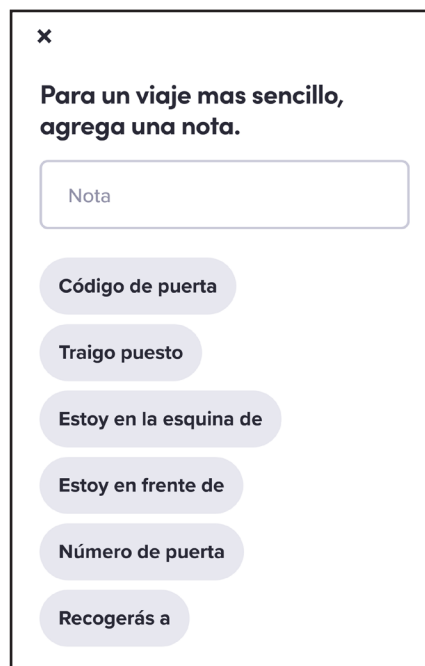 Para un viaje mas sencillo,
agrega una nota.
Nota
Código de puerta
Traigo puesto
Estoy en la esquina de
Estoy en frente de
Número de puerta
Recogerás a